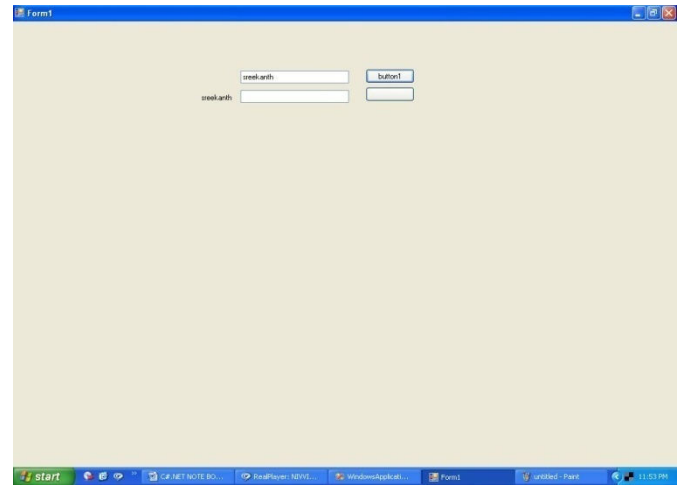 Form1
sreekanth
button1
sreekanth
start
C#.NET NOTE BO...
RealPlayer: NIVVI...
WindowsApplicati...
Form1
untitled - Paint
11:53 PM